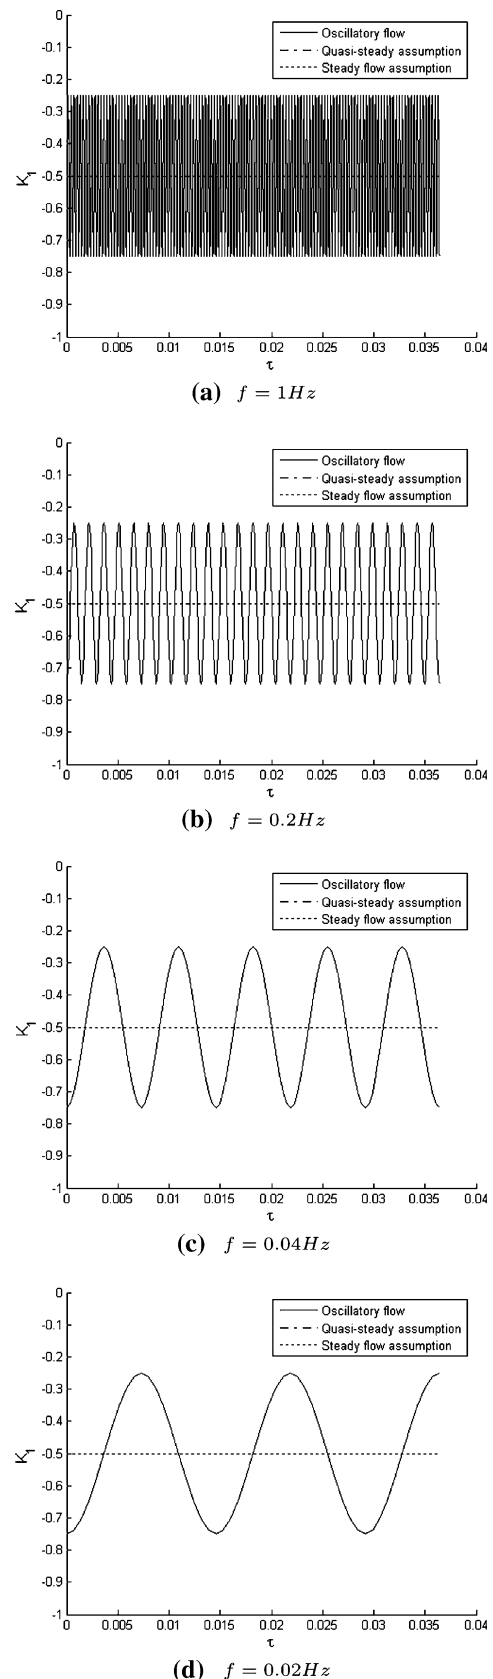 0
-0.1
-0.2
-0.3
-0.4
-0.5
-0.6
-0.7
-0.8
-0.9
-1
K1
Oscillatory flow
Quasi-steady assumption
Steady flow assumption
0 0.005 0.01 0.015 0.02 0.025 0.03 0.035 0.04
τ
(a) f = 1Hz
0
-0.1
-0.2
-0.3
-0.4
-0.5
-0.6
-0.7
-0.8
-0.9
-1
K1
Oscillatory flow
Quasi-steady assumption
Steady flow assumption
0 0.005 0.01 0.015 0.02 0.025 0.03 0.035 0.04
τ
(b) f = 0.2Hz
0
-0.1
-0.2
-0.3
-0.4
-0.5
-0.6
-0.7
-0.8
-0.9
-1
K1
Oscillatory flow
Quasi-steady assumption
Steady flow assumption
0 0.005 0.01 0.015 0.02 0.025 0.03 0.035 0.04
τ
(c) f = 0.04Hz
0
-0.1
-0.2
-0.3
-0.4
-0.5
-0.6
-0.7
-0.8
-0.9
-1
K1
Oscillatory flow
Quasi-steady assumption
Steady flow assumption
0 0.005 0.01 0.015 0.02 0.025 0.03 0.035 0.04
τ
(d) f = 0.02Hz